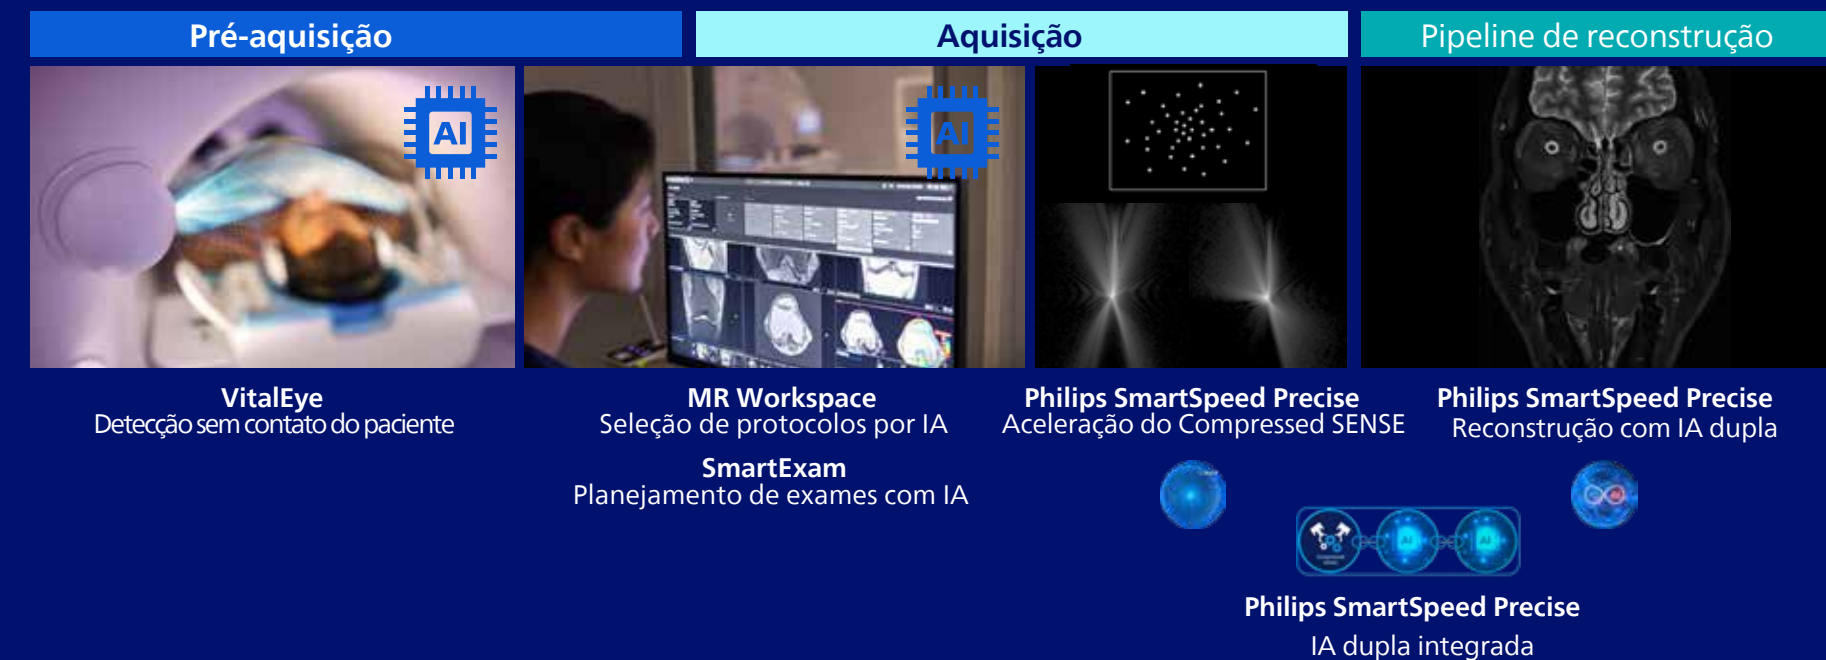 Pré-aquisição
Aquisição
Pipeline de reconstrução
AI
AI
VitalEye
Detecção sem contato do paciente
MR Workspace
Seleção de protocolos por IA
SmartExam
Planejamento de exames com IA
Philips SmartSpeed Precise
Aceleração do Compressed SENSE
Philips SmartSpeed Precise
Reconstrução com IA dupla
AI
AI
Philips SmartSpeed Precise
IA dupla integrada